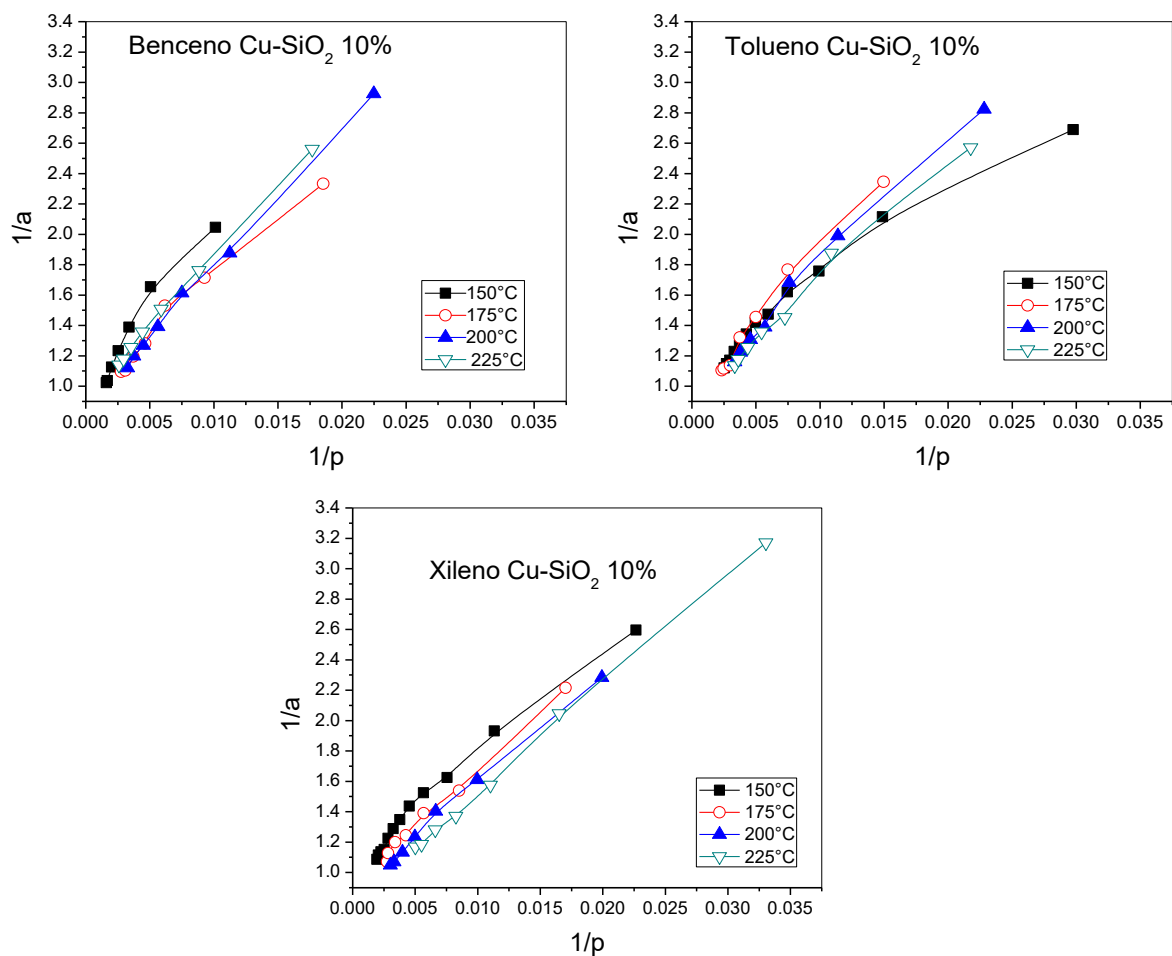 Benceno Cu-SiO₂ 10%
1/a
3.4
3.2
3.0
2.8
2.6
2.4
2.2
2.0
1.8
1.6
1.4
1.2
1.0
150°C
175°C
200°C
225°C
0.000 0.005 0.010 0.015 0.020 0.025 0.030 0.035
1/p
Tolueno Cu-SiO₂ 10%
1/a
3.4
3.2
3.0
2.8
2.6
2.4
2.2
2.0
1.8
1.6
1.4
1.2
1.0
150°C
175°C
200°C
225°C
0.000 0.005 0.010 0.015 0.020 0.025 0.030 0.035
1/p
Xileno Cu-SiO₂ 10%
1/a
3.4
3.2
3.0
2.8
2.6
2.4
2.2
2.0
1.8
1.6
1.4
1.2
1.0
150°C
175°C
200°C
225°C
0.000 0.005 0.010 0.015 0.020 0.025 0.030 0.035
1/p